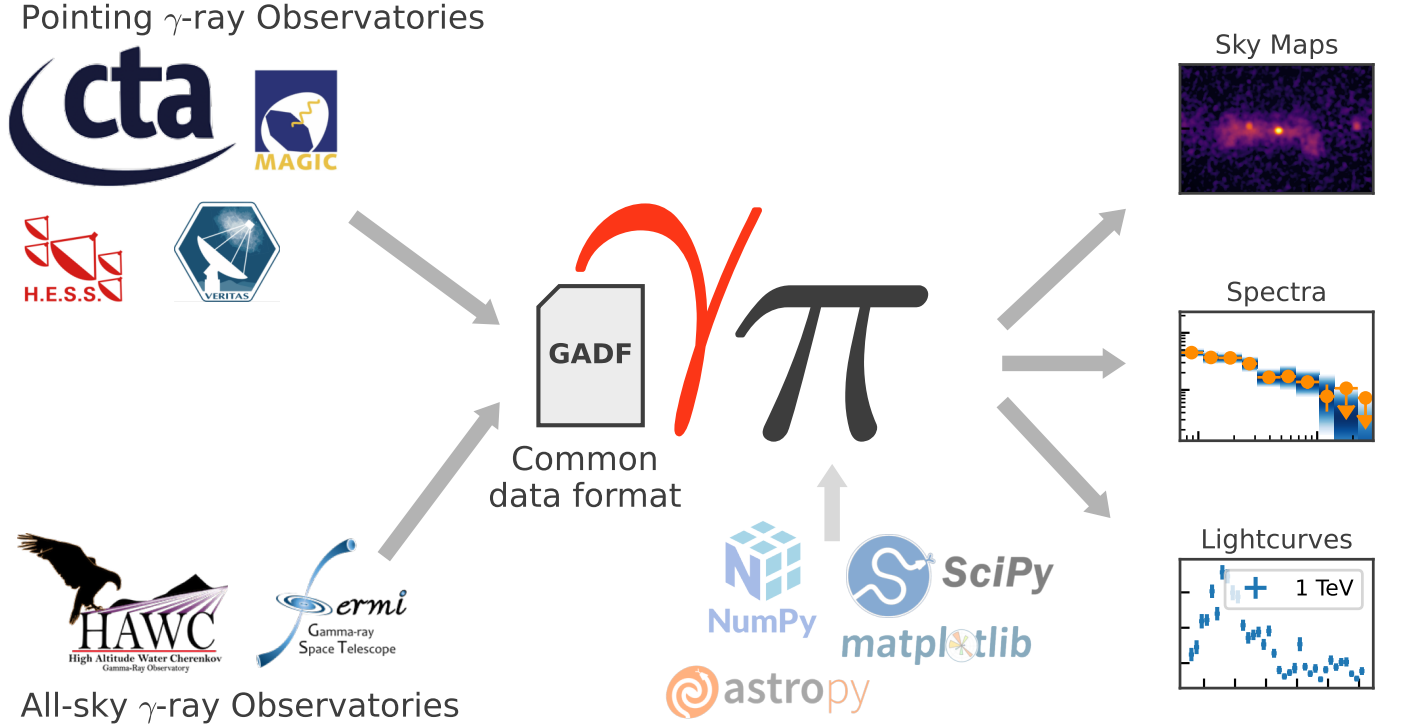 Pointing γ-ray Observatories
cta
MAGIC
H.E.S.S.
VERITAS
GADF
γπ
Common
data format
HAWC
High Altitude Water Cherenkov
Gamma-Ray Observatory
Fermi
Gamma-ray
Space Telescope
All-sky γ-ray Observatories
NumPy
SciPy
matplotlib
astropy
Sky Maps
Spectra
Lightcurves
1 TeV